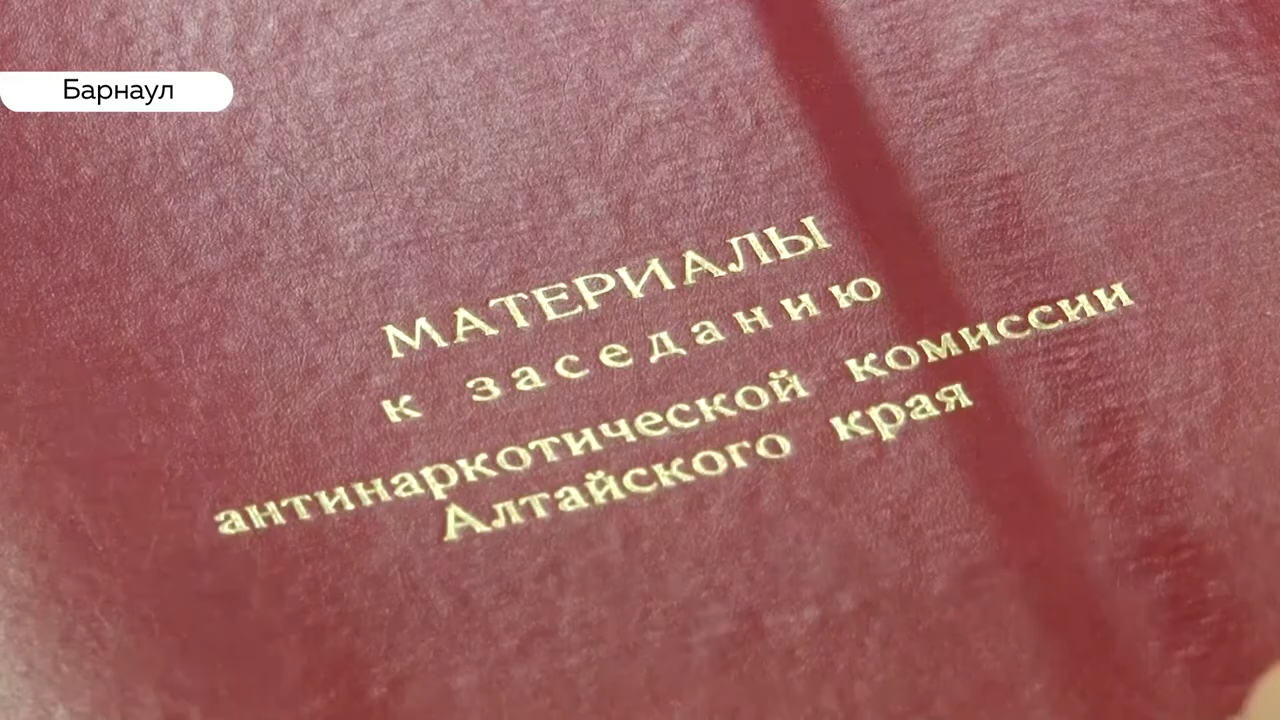 Барнаул
МАТЕРИАЛЫ
к заседанию
антинаркотической комиссии
Алтайского края